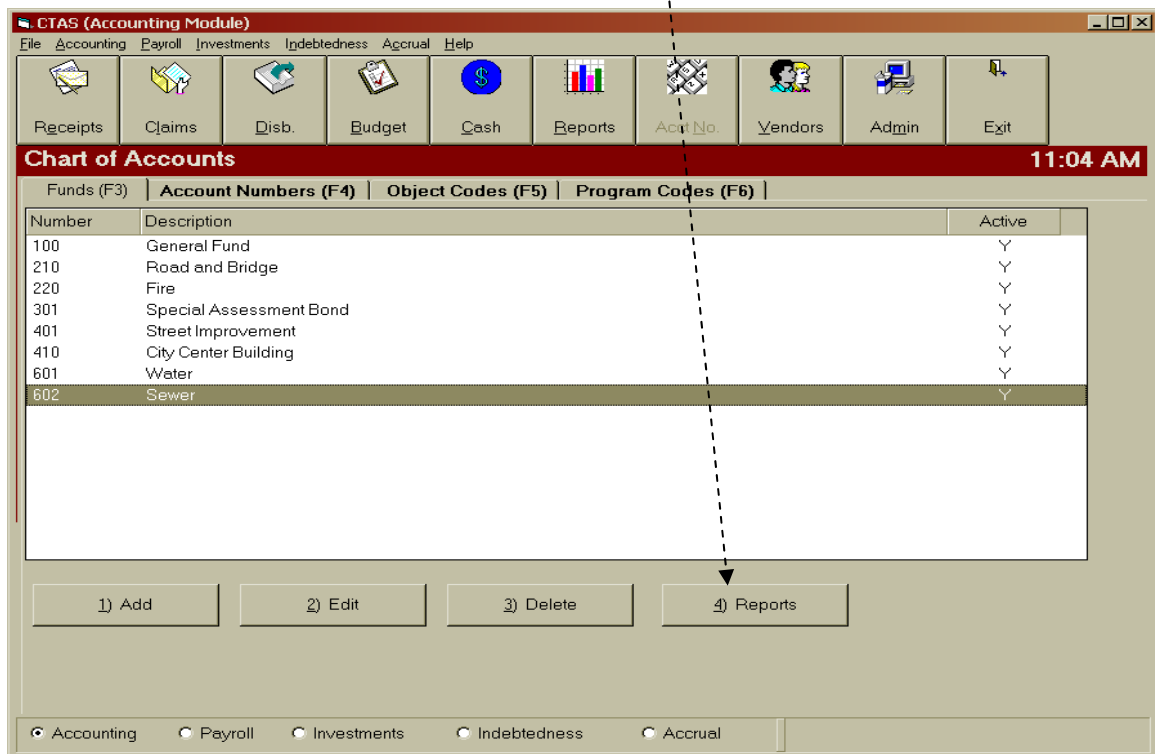 CTAS (Accounting Module)
File Accounting Payroll Investments Indebtedness Accrual Help
Receipts Claims Disb. Budget Cash Reports Acct No. Vendors Admin Exit
Chart of Accounts 11:04 AM
Funds (F3) Account Numbers (F4) Object Codes (F5) Program Codes (F6)
Number Description Active
100 General Fund Y
210 Road and Bridge Y
220 Fire Y
301 Special Assessment Bond Y
401 Street Improvement Y
410 City Center Building Y
601 Water Y
602 Sewer Y
1) Add 2) Edit 3) Delete 4) Reports
Accounting Payroll Investments Indebtedness Accrual